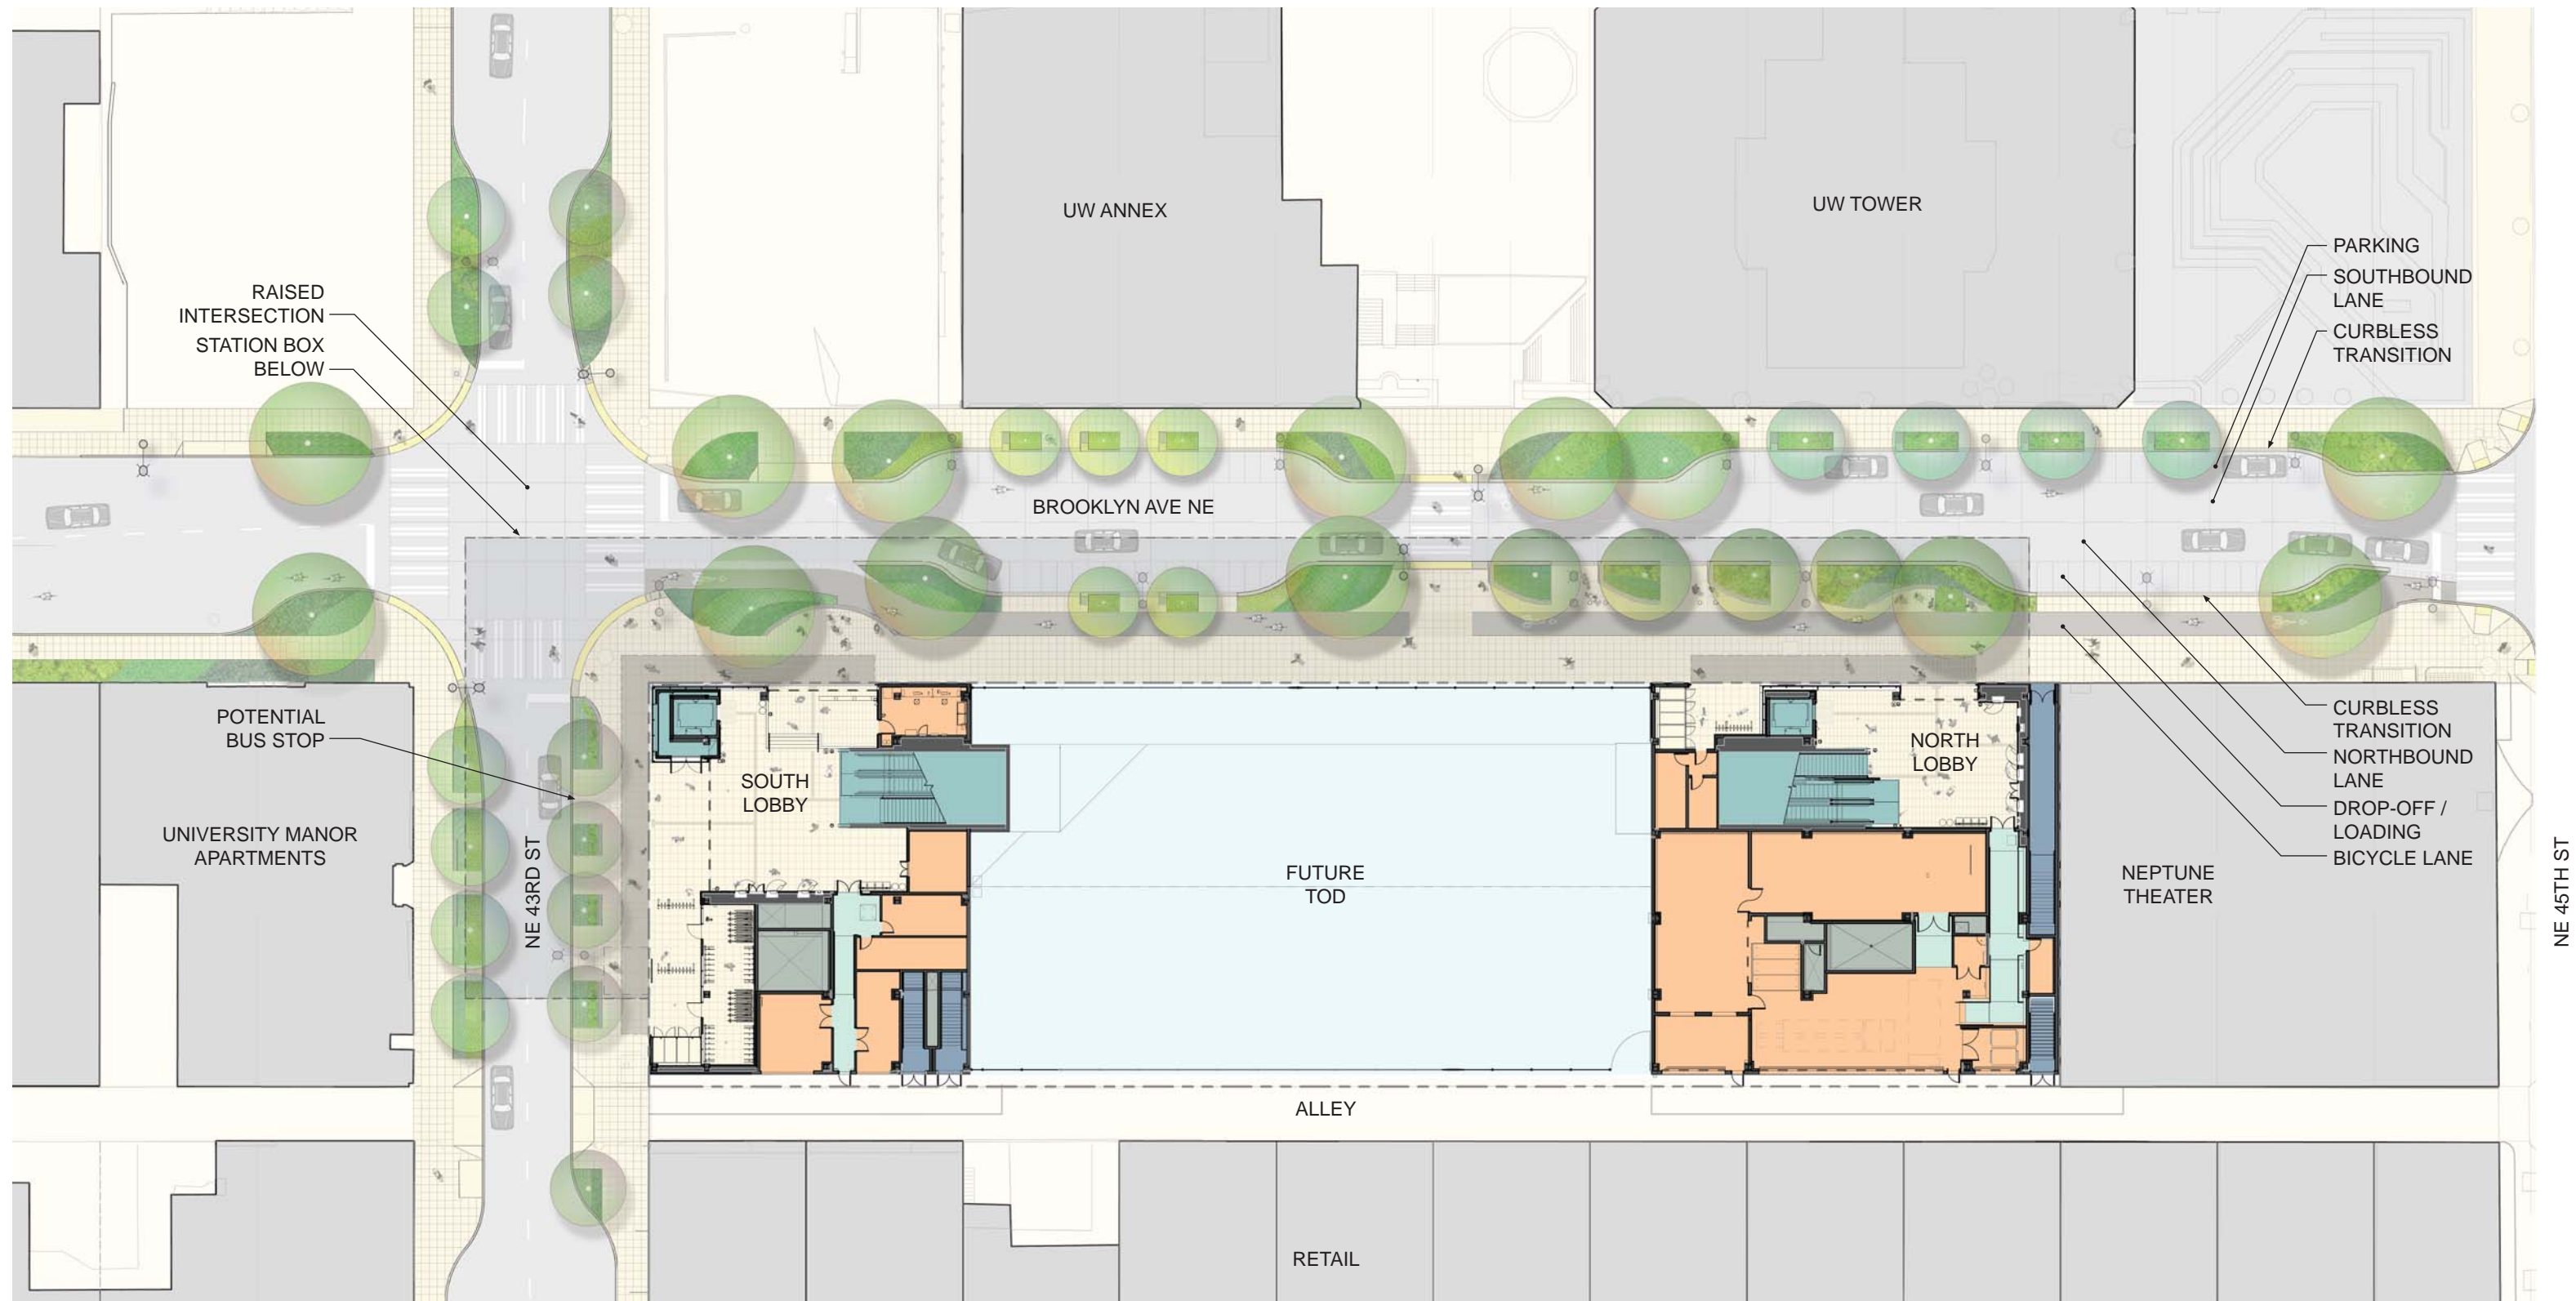 UW ANNEX
UW TOWER
PARKING
SOUTHBOUND
LANE
CURBLESS
TRANSITION
RAISED
INTERSECTION
STATION BOX
BELOW
BROOKLYN AVE NE
POTENTIAL
BUS STOP
SOUTH
LOBBY
NORTH
LOBBY
CURBLESS
TRANSITION
NORTHBOUND
LANE
DROP-OFF /
LOADING
BICYCLE LANE
UNIVERSITY MANOR
APARTMENTS
NE 43RD ST
FUTURE
TOD
NEPTUNE
THEATER
NE 45TH ST
ALLEY
RETAIL